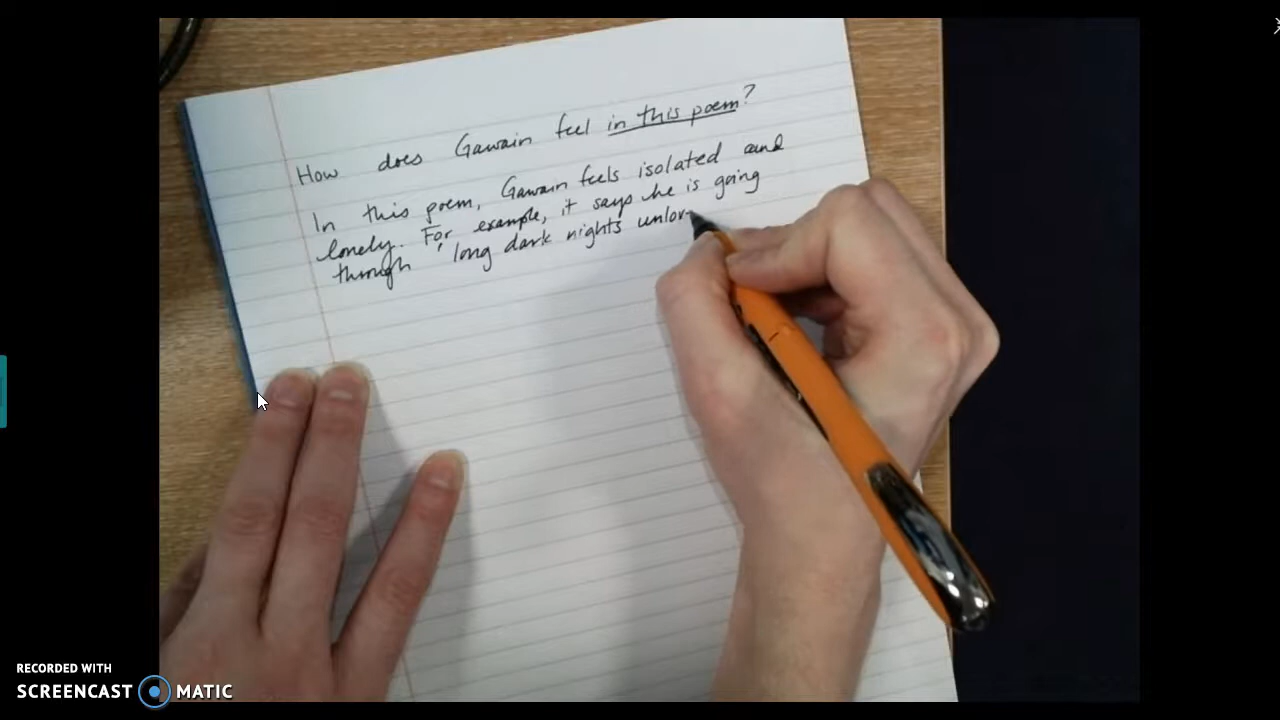 How does Gawain feel in this poem?
In this poem, Gawain feels isolated and
lonely. For example, it says he is going
through 'long dark nights unlov
RECORDED WITH
SCREENCAST MATIC